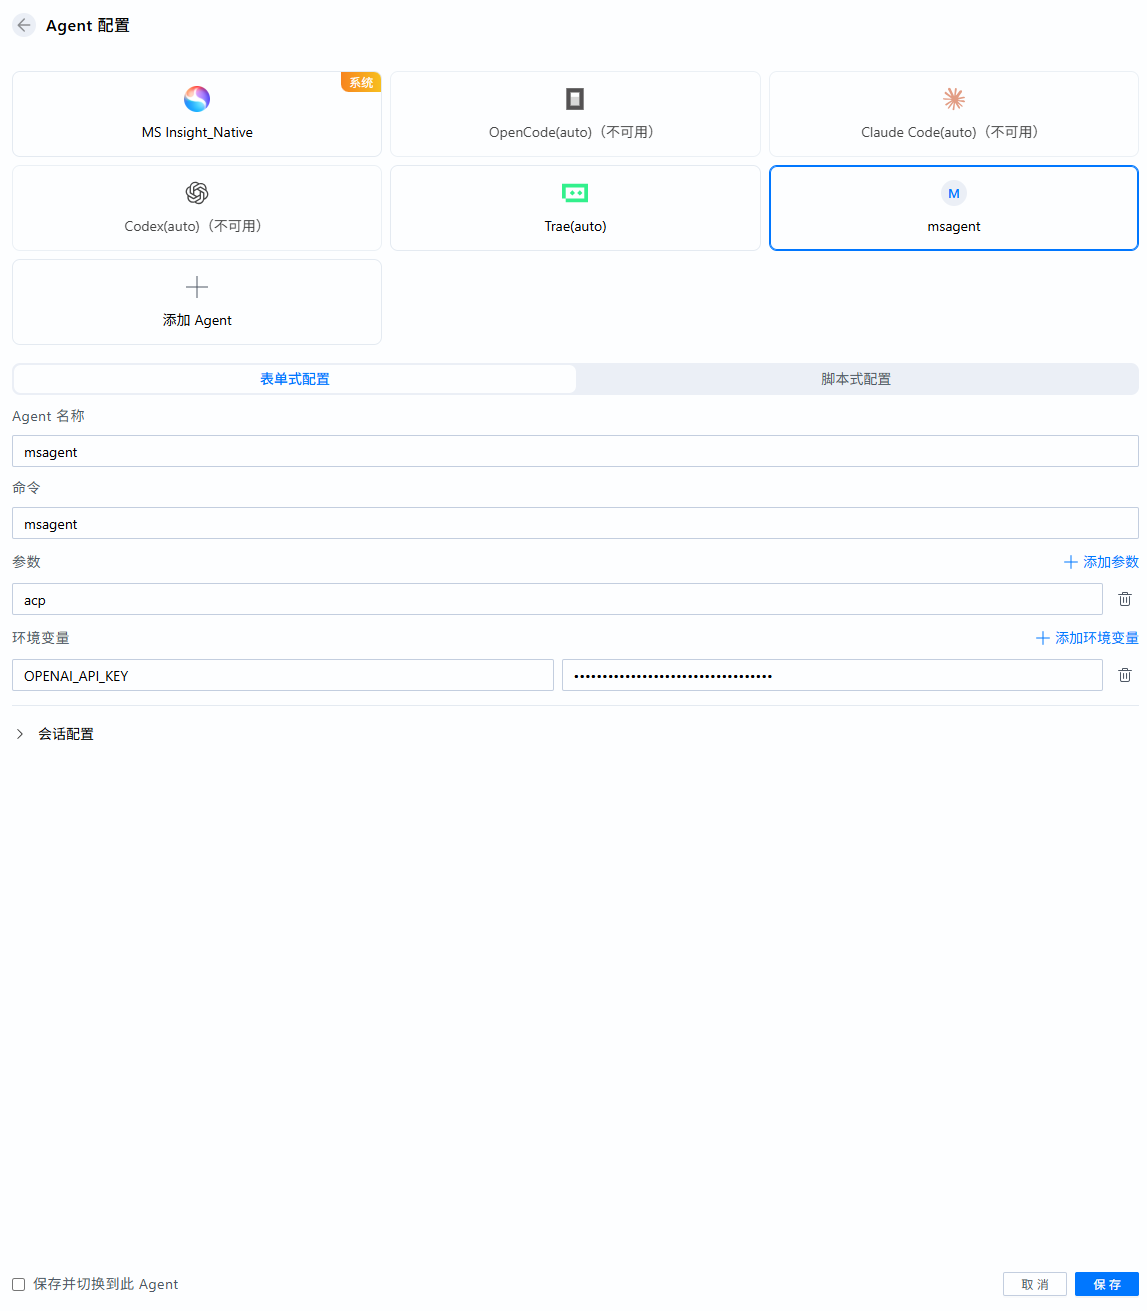 Agent 配置
系统
MS Insight_Native
OpenCode(auto)（不可用）
Claude Code(auto)（不可用）
Codex(auto)（不可用）
Trae(auto)
M
msagent
添加 Agent
表单式配置
脚本式配置
Agent 名称
msagent
命令
msagent
参数
添加参数
acp
环境变量
添加环境变量
OPENAI_API_KEY
•••••••••••••••••••••••••••••••••••
会话配置
保存并切换到此 Agent
取消
保存